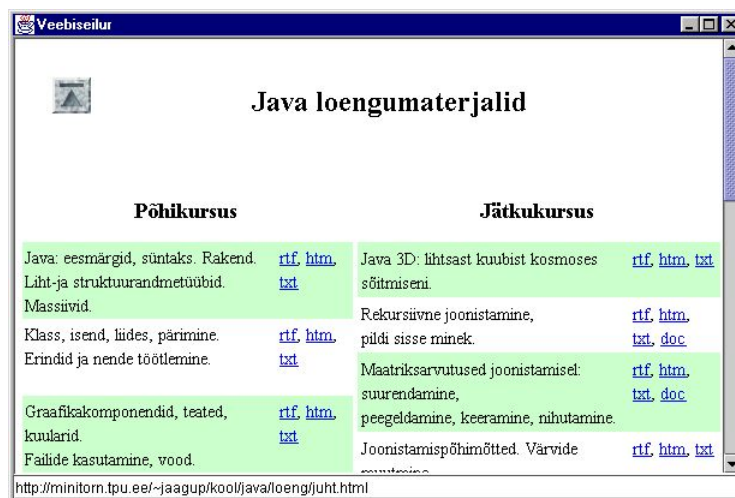 Veebiseilur
Java loengumaterjalid
Põhikursus
Java: eesmärgid, süntaks. Rakend.
Liht-ja struktuurandmetüübid.
Massiivid.
rtf, htm,
txt
Klass, isend, liides, pärimine.
Erindid ja nende töötlemine.
rtf, htm,
txt
Graafikakomponendid, teated,
kuularid.
Failide kasutamine, vood.
rtf, htm,
txt
Jätkukursus
Java 3D: lihtsast kuubist kosmoses
sõitmiseni.
rtf, htm, txt
Rekursiivne joonistamine,
pildi sisse minek.
rtf, htm,
txt, doc
Maatriksarvutused joonistamisel:
suurendamine,
peegeldamine, keeramine, nihutamine.
rtf, htm,
txt, doc
Joonistamispõhimõtted. Värvide
rtf, htm, txt
http://minitorn.tpu.ee/~jaagup/kool/java/loeng/juht.html